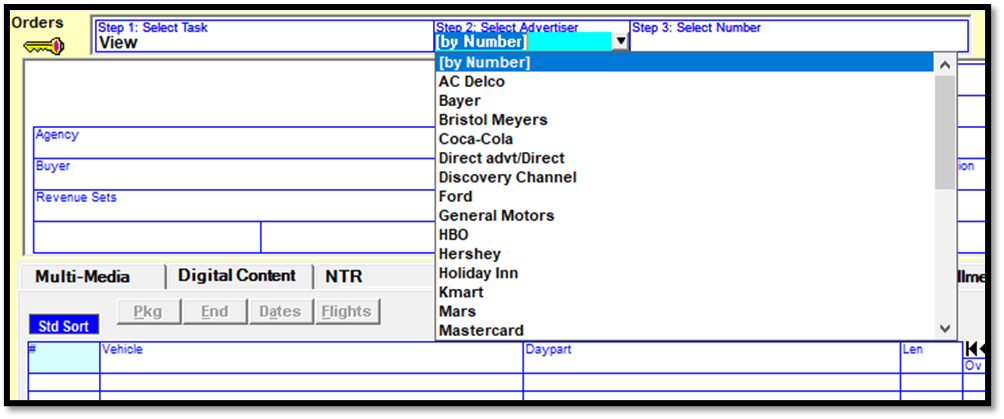 Orders
Step 1: Select Task
View
Step 2: Select Advertiser
[by Number]
Step 3: Select Number
[by Number]
AC Delco
Bayer
Bristol Meyers
Coca-Cola
Direct advt/Direct
Discovery Channel
Ford
General Motors
HBO
Hershey
Holiday Inn
Kmart
Mars
Mastercard
Agency
Buyer
ion
Revenue Sets
Multi-Media Digital Content NTR
Pkg End Dates Flights
Std Sort
# Vehicle Daypart Len
Ov